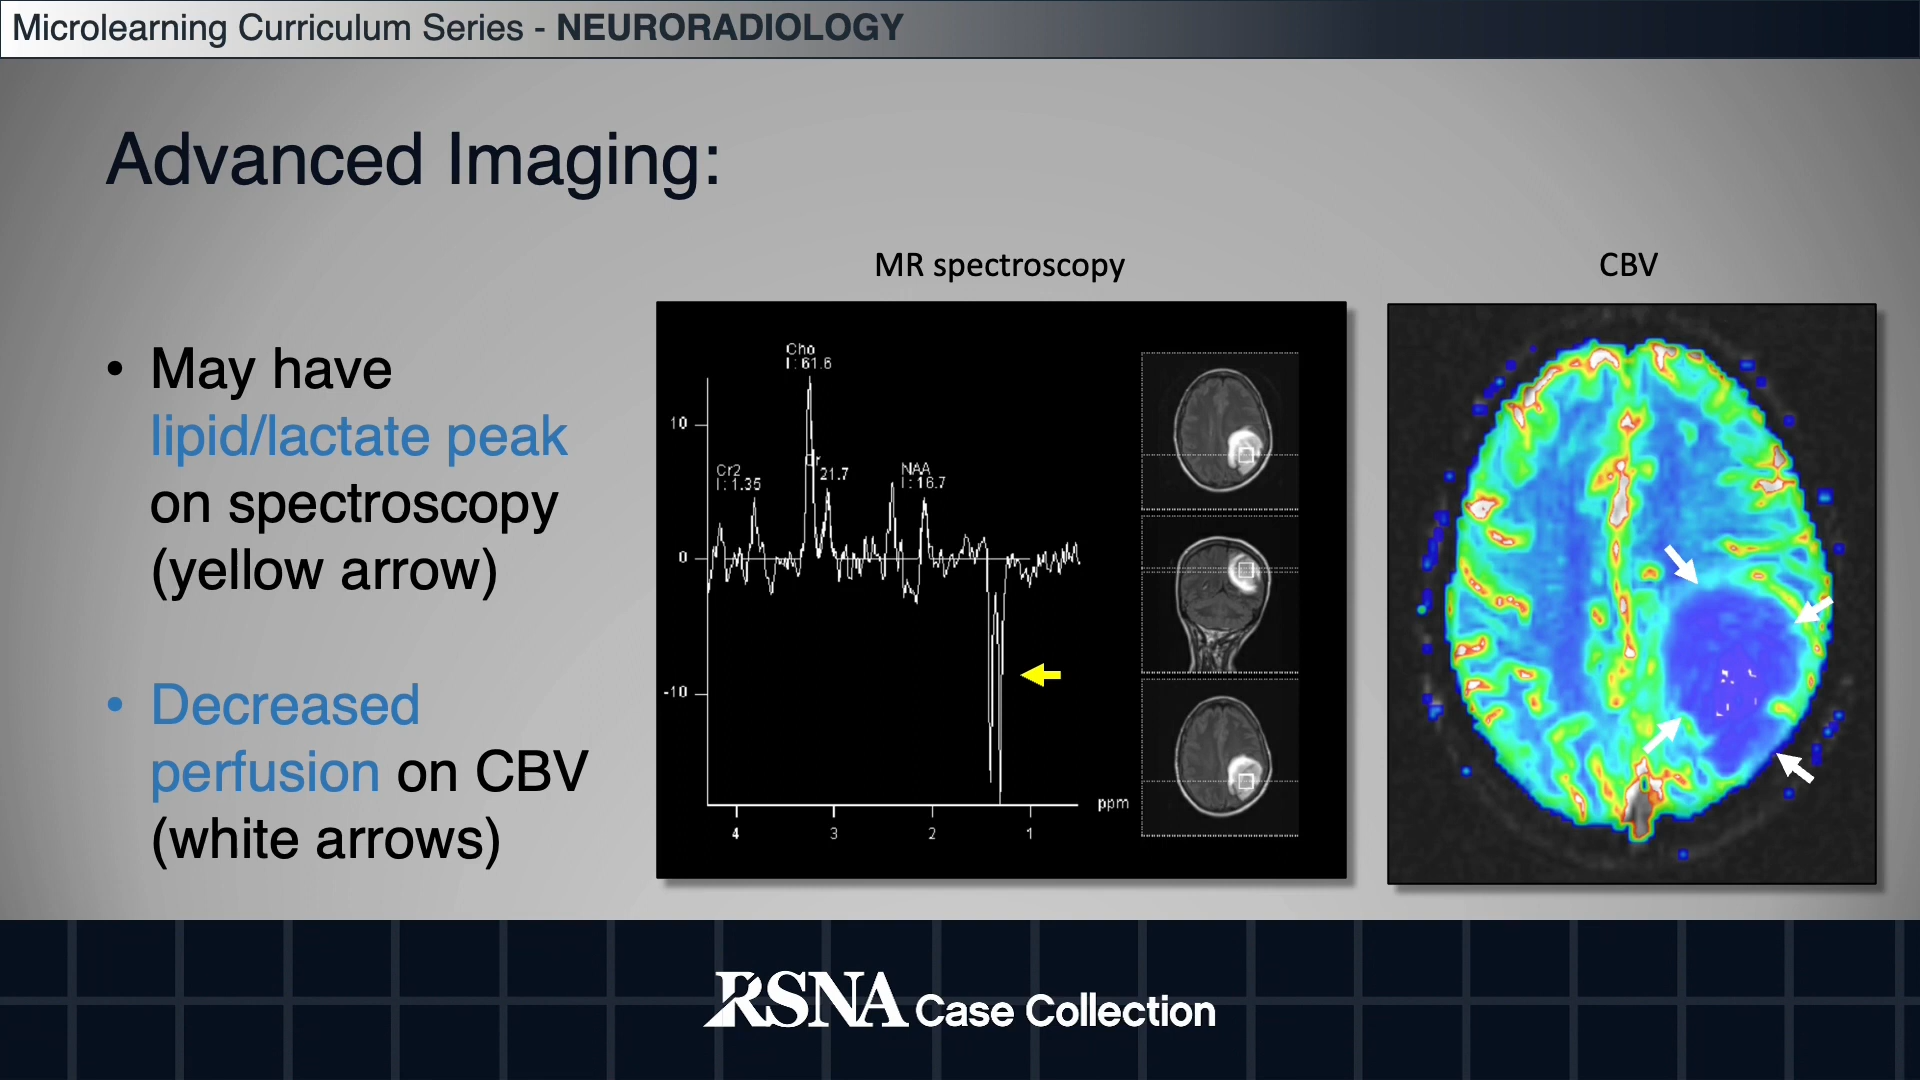 Microlearning Curriculum Series - NEURORADIOLOGY
Advanced Imaging:
• May have
lipid/lactate peak
on spectroscopy
(yellow arrow)
• Decreased
perfusion on CBV
(white arrows)
MR spectroscopy
Cho
I: 61.6
10
Cr2
I: 1.35
Cr
21.7
NAA
I: 16.7
0
-10
ppm
4 3 2 1
CBV
RSNA Case Collection